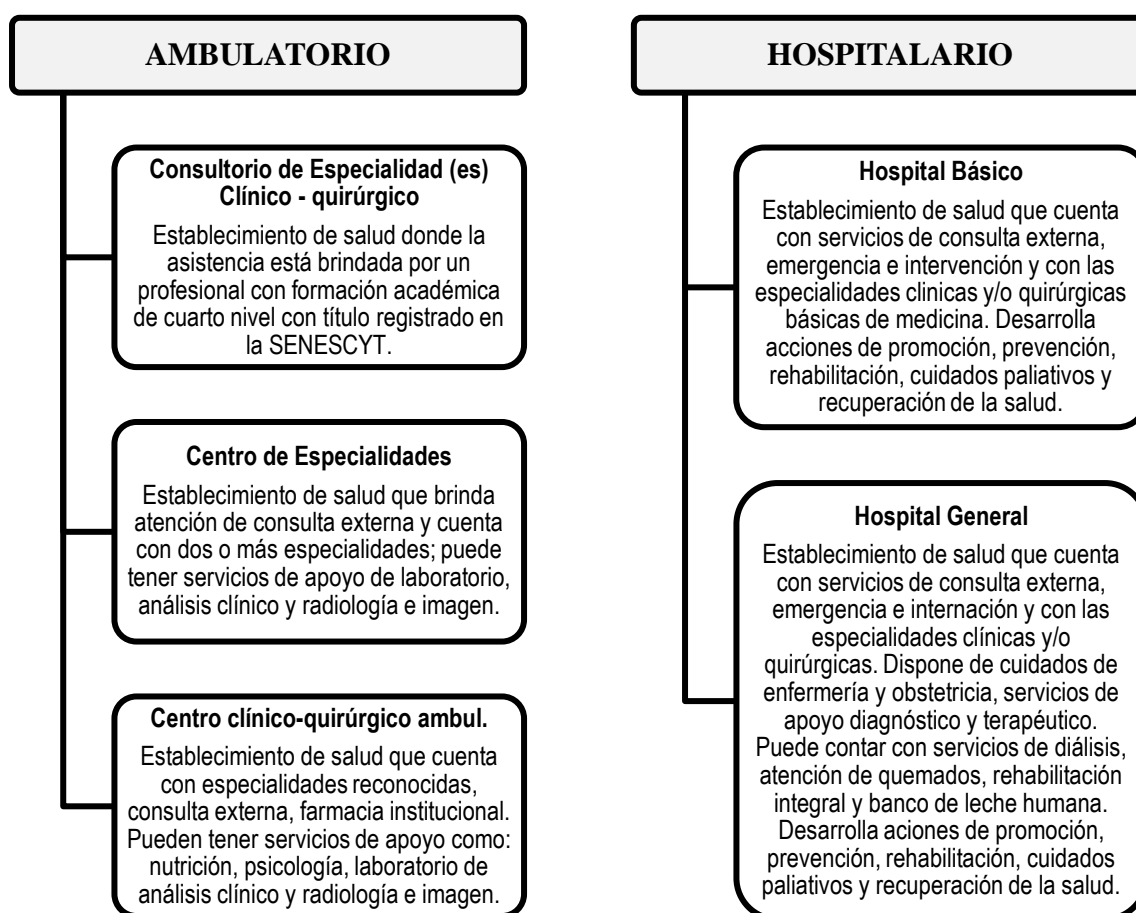 AMBULATORIO
Consultorio de Especialidad (es)
Clínico - quirúrgico
Establecimiento de salud donde la
asistencia está brindada por un
profesional con formación académica
de cuarto nivel con título registrado en
la SENESCYT.
Centro de Especialidades
Establecimiento de salud que brinda
atención de consulta externa y cuenta
con dos o más especialidades; puede
tener servicios de apoyo de laboratorio,
análisis clínico y radiología e imagen.
Centro clínico-quirúrgico ambul.
Establecimiento de salud que cuenta
con especialidades reconocidas,
consulta externa, farmacia institucional.
Pueden tener servicios de apoyo como:
nutrición, psicología, laboratorio de
análisis clínico y radiología e imagen.
HOSPITALARIO
Hospital Básico
Establecimiento de salud que cuenta
con servicios de consulta externa,
emergencia e intervención y con las
especialidades clinicas y/o quirúrgicas
básicas de medicina. Desarrolla
acciones de promoción, prevención,
rehabilitación, cuidados paliativos y
recuperación de la salud.
Hospital General
Establecimiento de salud que cuenta
con servicios de consulta externa,
emergencia e internación y con las
especialidades clínicas y/o
quirúrgicas. Dispone de cuidados de
enfermería y obstetricia, servicios de
apoyo diagnóstico y terapéutico.
Puede contar con servicios de diálisis,
atención de quemados, rehabilitación
integral y banco de leche humana.
Desarrolla aciones de promoción,
prevención, rehabilitación, cuidados
paliativos y recuperación de la salud.